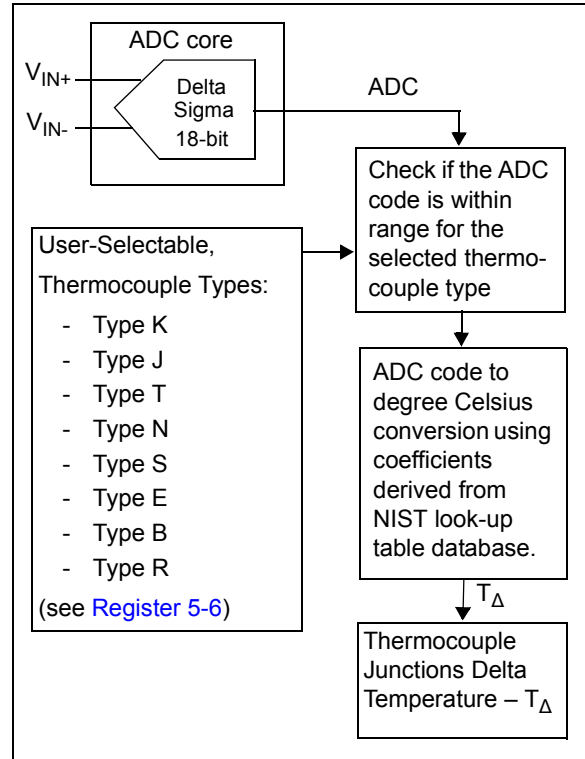 ADC core
VIN+
VIN-
Delta
Sigma
18-bit
ADC
Check if the ADC
code is within
range for the
selected thermo-
couple type
User-Selectable,
Thermocouple Types:
- Type K
- Type J
- Type T
- Type N
- Type S
- Type E
- Type B
- Type R
(see Register 5-6)
ADC code to
degree Celsius
conversion using
coefficients
derived from
NIST look-up
table database.
TΔ
Thermocouple
Junctions Delta
Temperature – TΔ